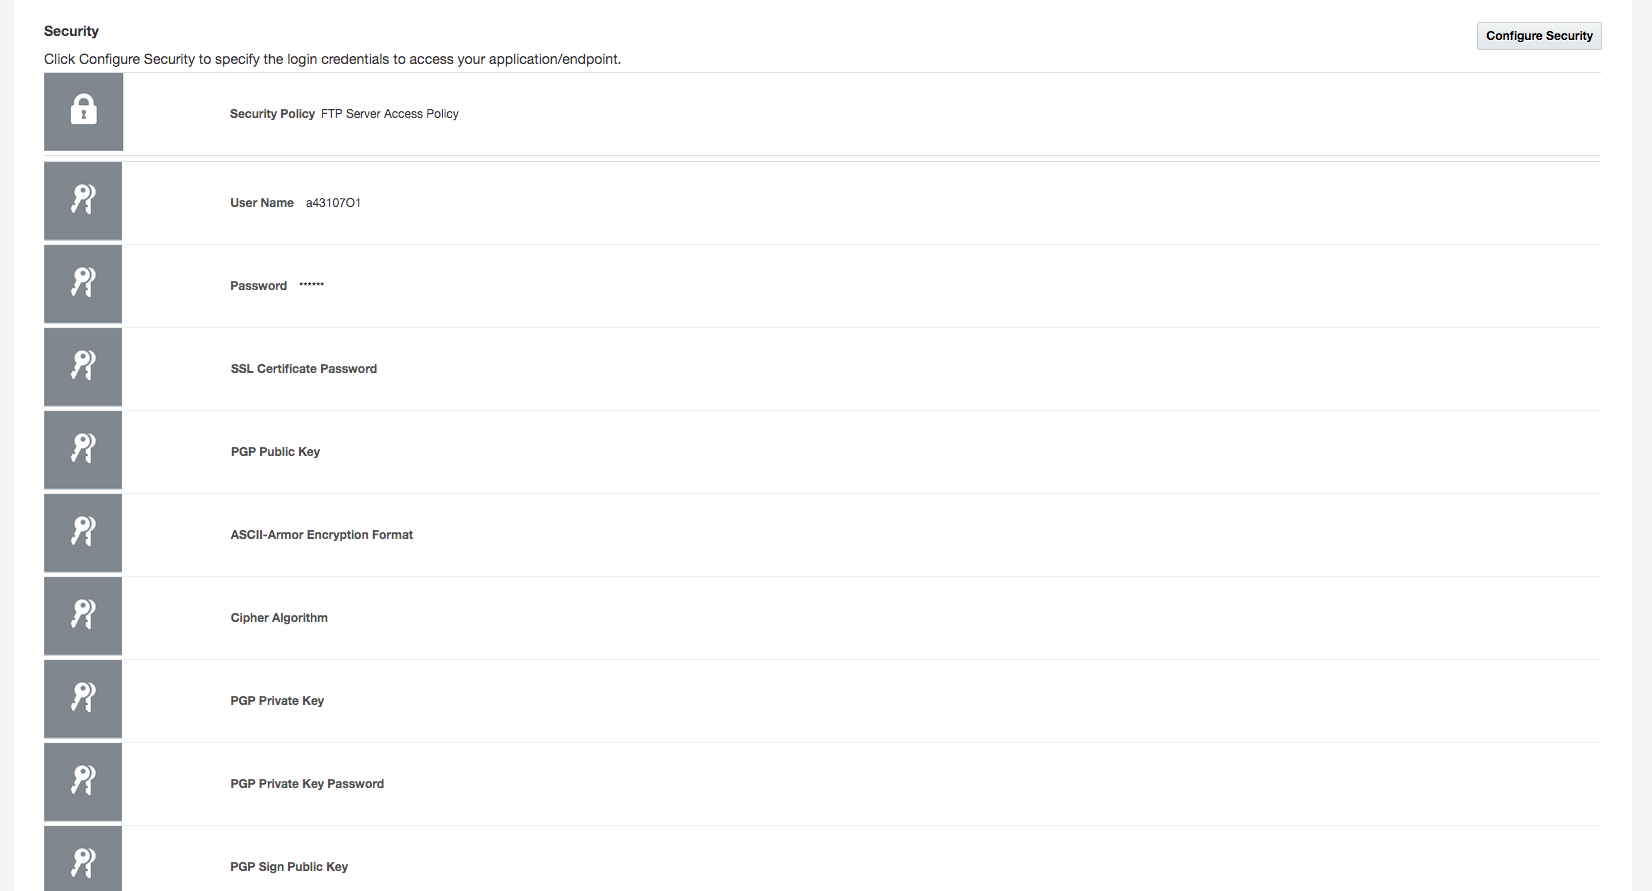 Security
Configure Security
Click Configure Security to specify the login credentials to access your application/endpoint.
Security Policy FTP Server Access Policy
User Name a43107O1
Password ******
SSL Certificate Password
PGP Public Key
ASCII-Armor Encryption Format
Cipher Algorithm
PGP Private Key
PGP Private Key Password
PGP Sign Public Key